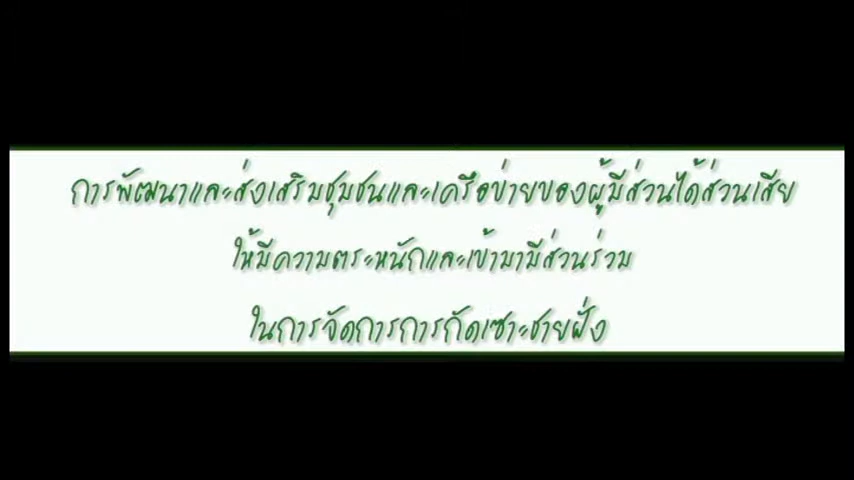 การพัฒนาและส่งเสริมชุมชนและเครือข่ายของผู้มีส่วนได้ส่วนเสีย
ให้มีความตระหนักและเข้ามามีส่วนร่วม
ในการจัดการการกัดเซาะชายฝั่ง